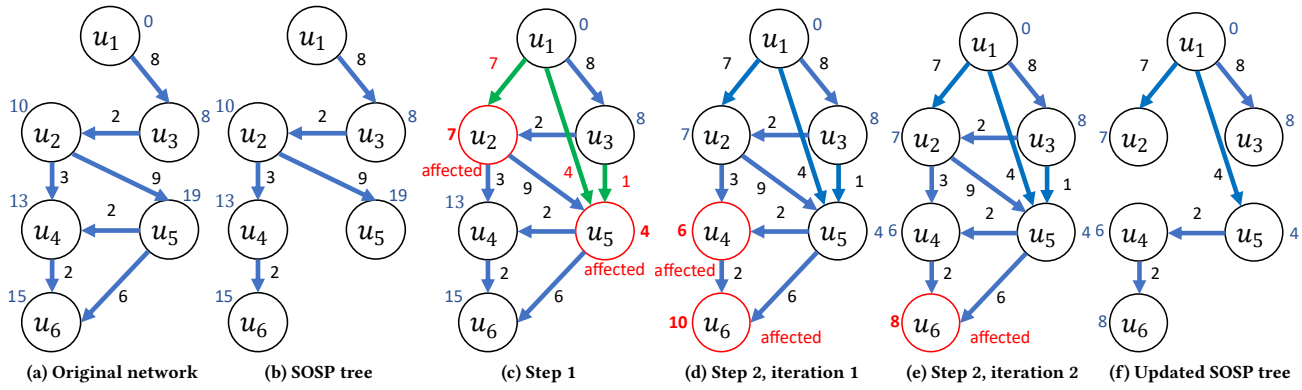 0
u1
8
10
8
u2
2
u3
3
9
13
19
2
u4
u5
15
2
6
u6
(a) Original network
u1
8
10
8
u2
2
u3
3
9
13
19
u4
u5
15
2
u6
(b) SOSP tree
0
u1
7
8
8
7
u2
2
u3
affected
4
1
3
9
13
2
u4
u5
4
affected
15
2
6
u6
(c) Step 1
0
u1
7
8
8
7
u2
2
u3
3
4
1
9
6
u4
2
u5
4
affected
2
6
10
u6
affected
(d) Step 2, iteration 1
0
u1
7
8
8
7
u2
2
u3
3
4
1
9
6
u4
2
u5
4
2
6
8
u6
affected
(e) Step 2, iteration 2
0
u1
7
8
8
7
u2
u3
4
6
2
u4
u5
4
2
8
u6
(f) Updated SOSP tree